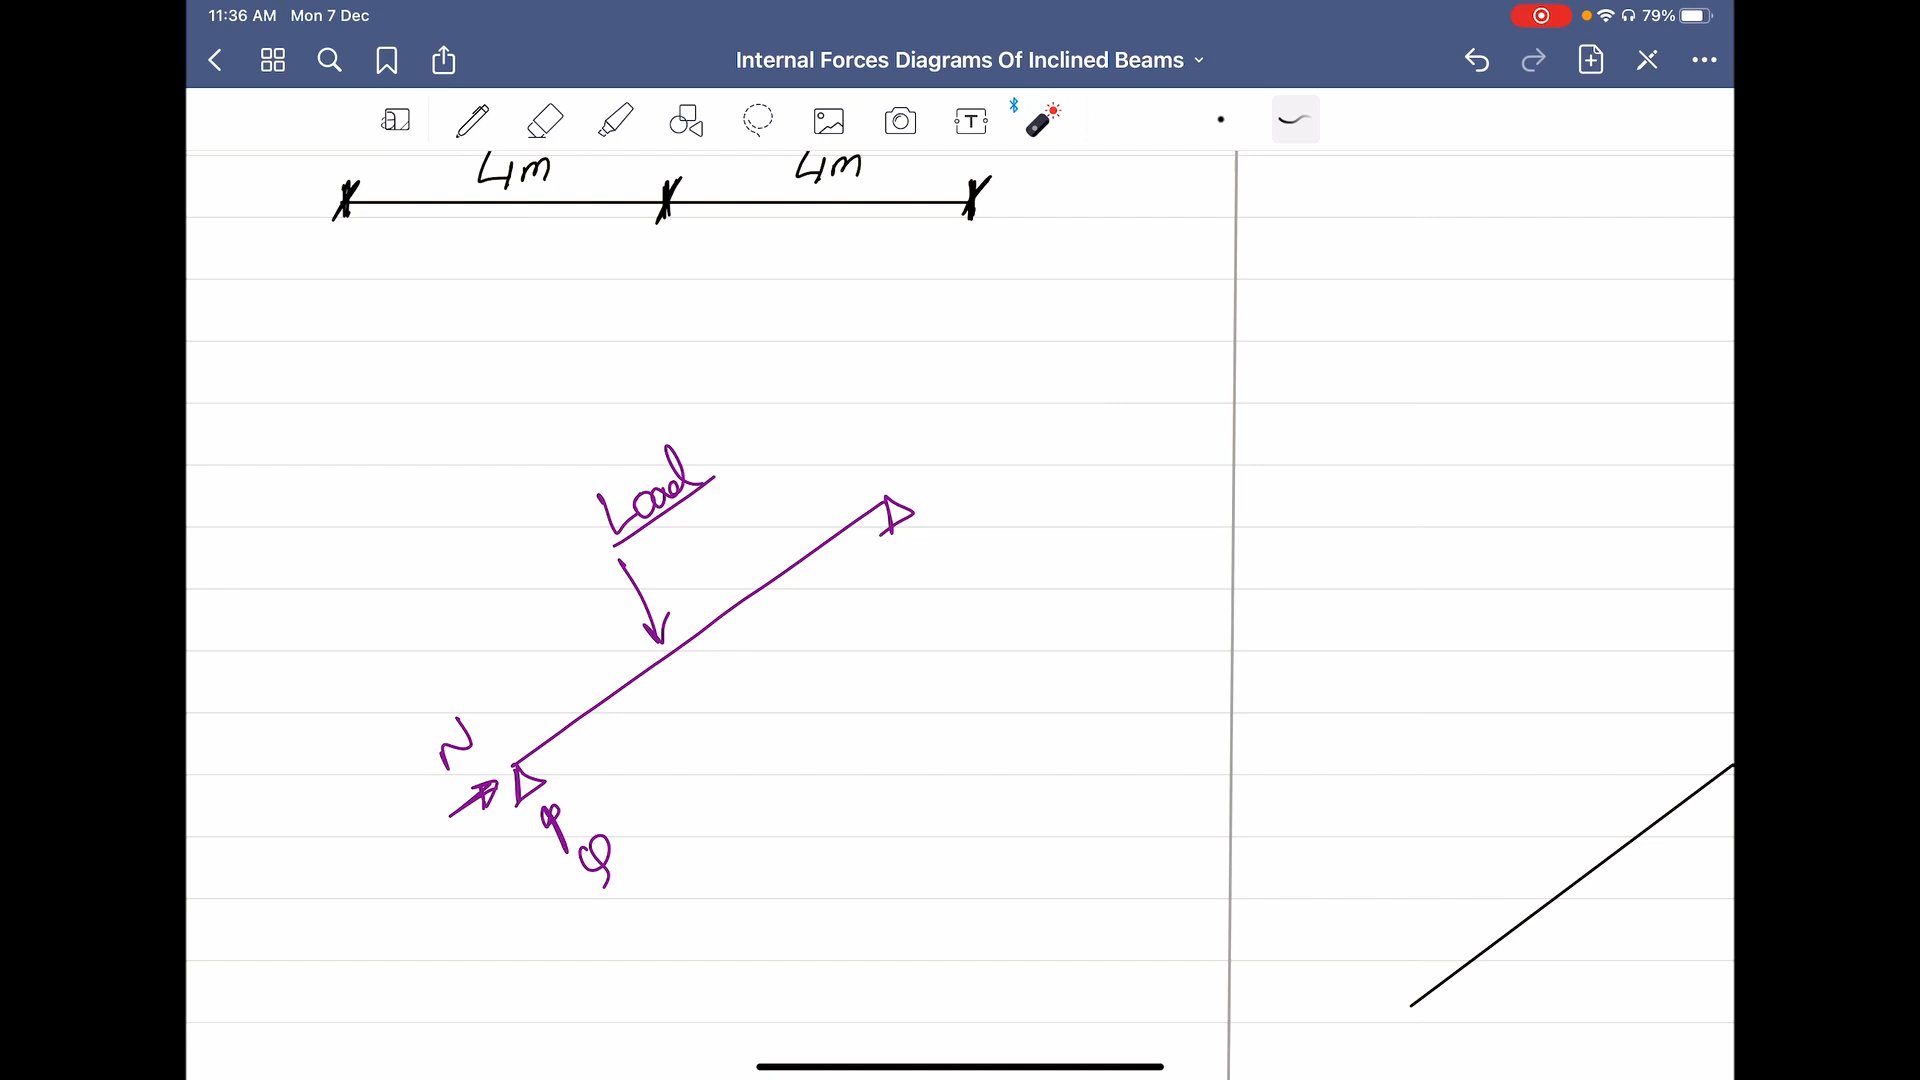 11:36 AM Mon 7 Dec
79%
Internal Forces Diagrams Of Inclined Beams
T
4m 4m
Load
N
Q